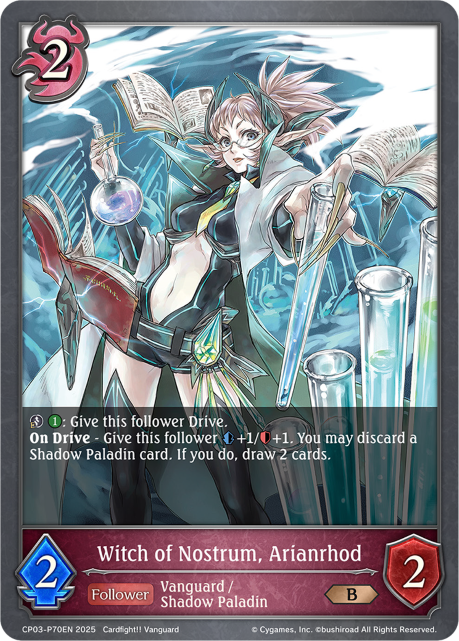 2
1: Give this follower Drive.
On Drive - Give this follower +1/+1. You may discard a
Shadow Paladin card. If you do, draw 2 cards.
Witch of Nostrum, Arianrhod
2
Follower
Vanguard /
Shadow Paladin
B
2
CP03-P70EN 2025 Cardfight!! Vanguard
© Cygames, Inc. ©bushiroad All Rights Reserved.